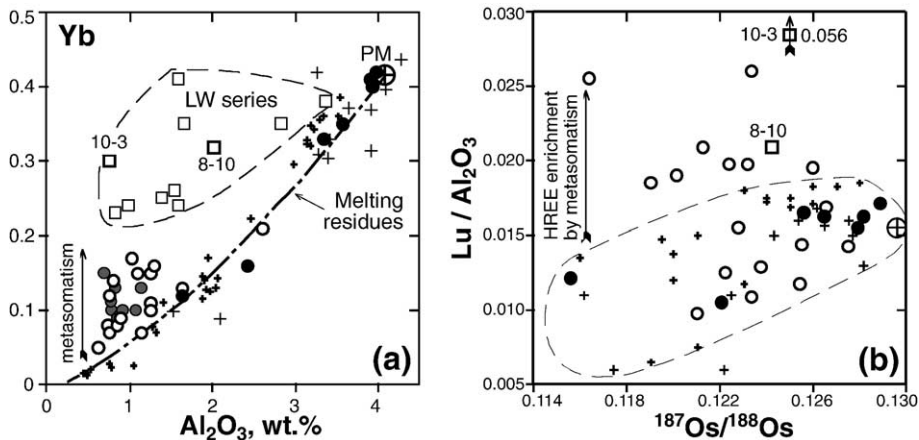 0.5
0.4
0.3
0.2
0.1
0
Yb
PM
LW series
10-3
8-10
Melting
residues
metasomatism
(a)
0 1 2 3 4
Al₂O₃, wt.%
0.030
0.025
0.020
0.015
0.010
0.005
Lu / Al₂O₃
10-3 0.056
8-10
HREE enrichment
by metasomatism
(b)
0.114 0.118 0.122 0.126 0.130
¹⁸⁷Os/¹⁸⁸Os